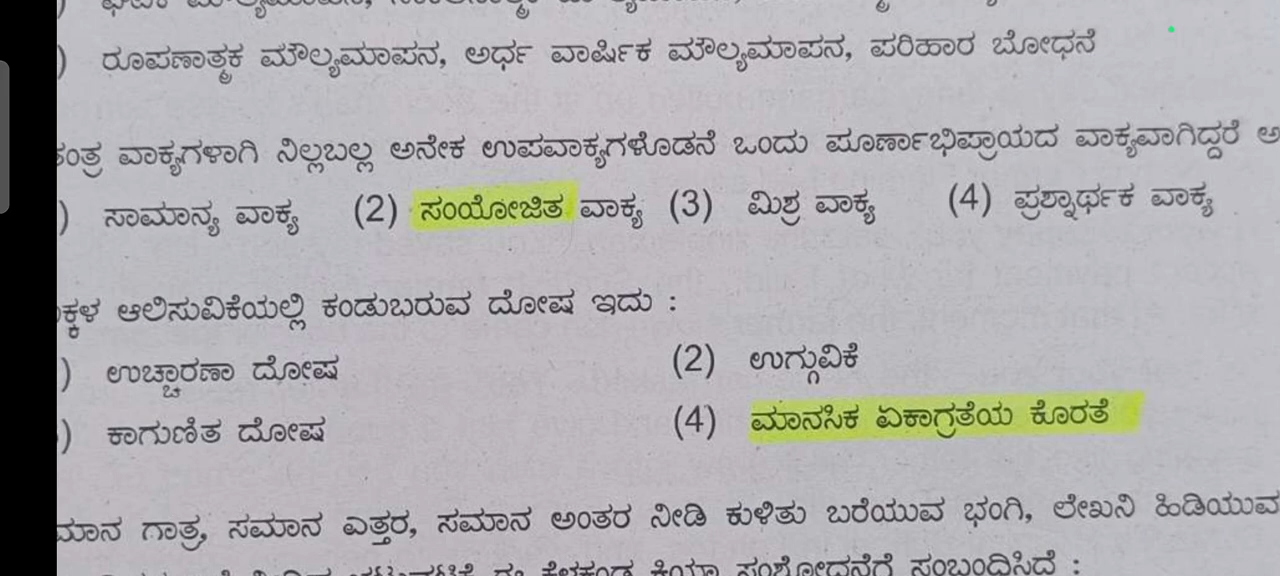 ) ರೂಪಣಾತ್ಮಕ ಮೌಲ್ಯಮಾಪನ, ಅರ್ಧ ವಾರ್ಷಿಕ ಮೌಲ್ಯಮಾಪನ, ಪರಿಹಾರ ಬೋಧನೆ
ವಾಕ್ಯಗಳಾಗಿ ನಿಲ್ಲಬಲ್ಲ ಅನೇಕ ಉಪವಾಕ್ಯಗಳೊಡನೆ ಒಂದು ಪೂರ್ಣಾಭಿಪ್ರಾಯದ ವಾಕ್ಯವಾಗಿದ್ದರೆ
) ಸಾಮಾನ್ಯ ವಾಕ್ಯ (2) ಸಂಯೋಜಿತ ವಾಕ್ಯ (3) ಮಿಶ್ರ ವಾಕ್ಯ (4) ಪ್ರಶ್ನಾರ್ಥಕ ವಾಕ್ಯ
ಆಲಿಸುವಿಕೆಯಲ್ಲಿ ಕಂಡುಬರುವ ದೋಷ ಇದು :
) ಉಚ್ಚಾರಣಾ ದೋಷ (2) ಉಗ್ಗುವಿಕೆ
) ಕಾಗುಣಿತ ದೋಷ (4) ಮಾನಸಿಕ ಏಕಾಗ್ರತೆಯ ಕೊರತೆ
ಮಾನ ಗಾತ್ರ, ಸಮಾನ ಎತ್ತರ, ಸಮಾನ ಅಂತರ ನೀಡಿ ಕುಳಿತು ಬರೆಯುವ ಭಂಗಿ, ಲೇಖನಿ ಹಿಡಿಯುವ
ಈ ಕೆಳಕಂಡ ಕ್ರಿಯಾ ಸಂಶೋಧನೆಗೆ ಸಂಬಂದಿಸಿದೆ :